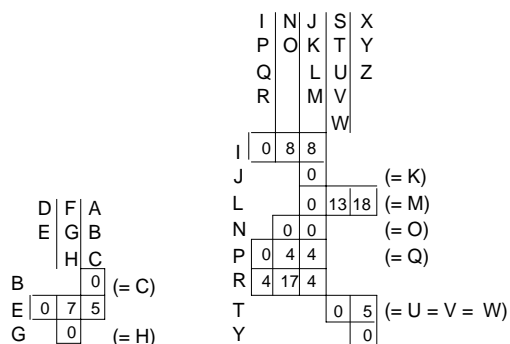 I N J S X
P O K T Y
Q L U Z
R M V
W
I 0 8 8
J 0 (= K)
L 0 13 18 (= M)
N 0 0 (= O)
P 0 4 4 (= Q)
R 4 17 4
T 0 5 (= U = V = W)
Y 0
D F A
E G B
H C
B 0 (= C)
E 0 7 5
G 0 (= H)